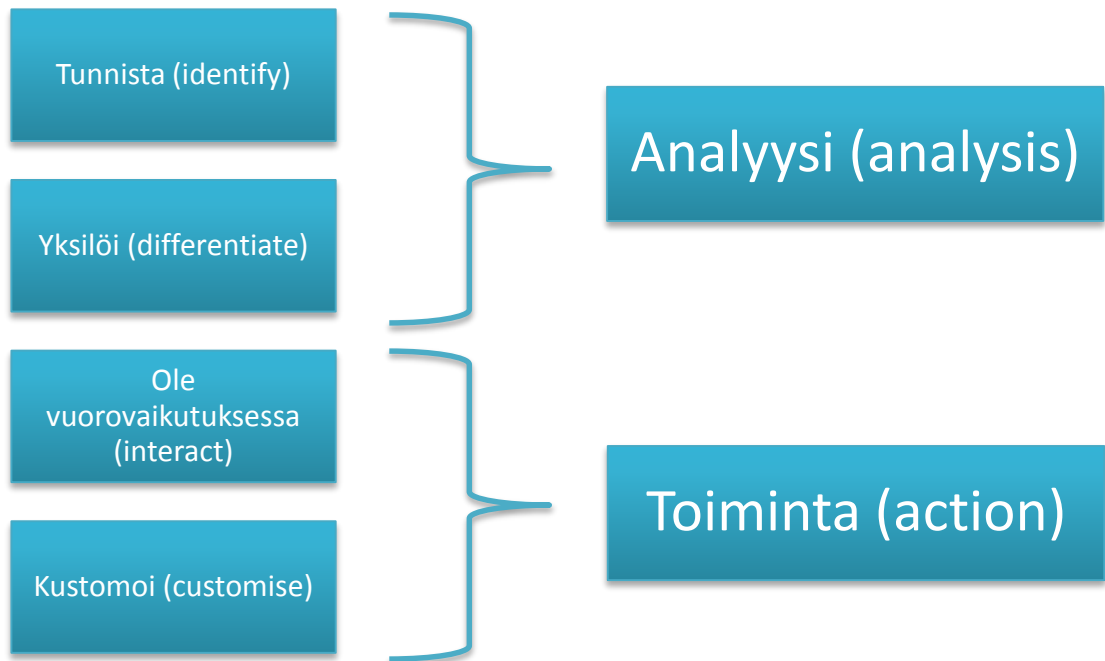 Tunnista (identify)
Yksilöi (differentiate)
Analyysi (analysis)
Ole
vuorovaikutuksessa
(interact)
Kustomoi (customise)
Toiminta (action)